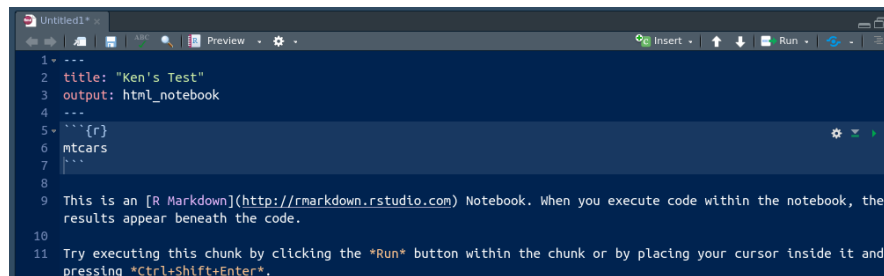 Untitled1* ×
ABC Preview Insert Run
1 ---
2 title: "Ken's Test"
3 output: html_notebook
4 ---
5 ```{r}
6 mtcars
7 ```
8
9 This is an [R Markdown](http://rmarkdown.rstudio.com) Notebook. When you execute code within the notebook, the
results appear beneath the code.
10
11 Try executing this chunk by clicking the *Run* button within the chunk or by placing your cursor inside it and
pressing *Ctrl+Shift+Enter*.